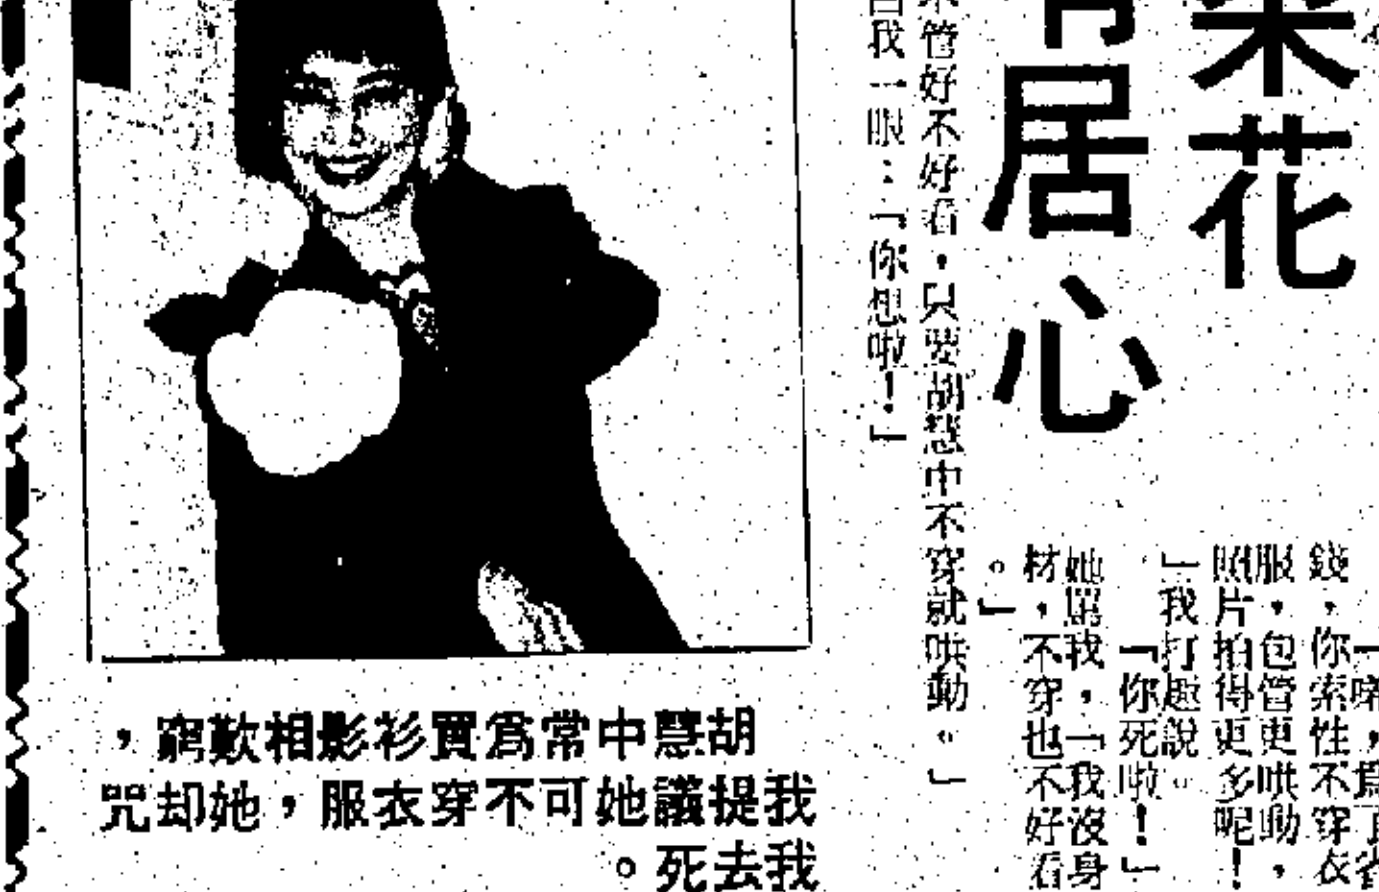 花
居心
錢，你索性不穿衣
服，包管更哄動，
照片拍得更多呢！
」我打趣說。
「你死啦！」
她罵我，「我沒身
材，不穿也不好看
。」
管好不好看，只要胡慧中不穿就哄動。」
我一眼：「你想啦！」
胡慧中常為買衫影相歎窮，
我提議她可不穿衣服，她却咒
我去死。